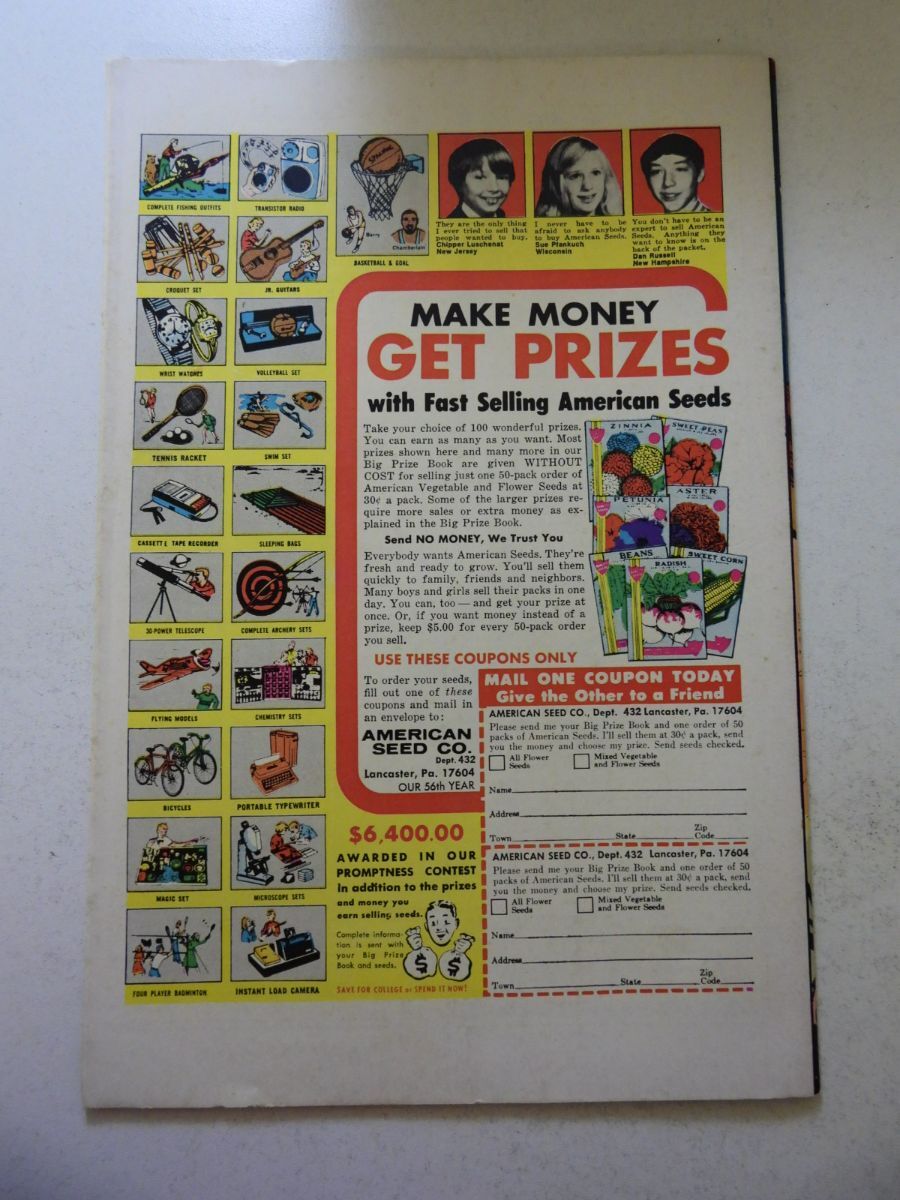 COMPLETE FISHING OUTFITS
TRANSISTOR RADIO
CROQUET SET
JR. GUITARS
WRIST WATCHES
VOLLEYBALL SET
TENNIS RACKET
SWIM SET
CASSETTE TAPE RECORDER
SLEEPING BAGS
30-POWER TELESCOPE
COMPLETE ARCHERY SETS
FLYING MODELS
CHEMISTRY SETS
BICYCLES
PORTABLE TYPEWRITER
MAGIC SET
MICROSCOPE SETS
FOUR PLAYER BADMINTON
INSTANT LOAD CAMERA
Barry
Chamberlain
BASKETBALL & GOAL
They are the only thing
I ever tried to sell that
people wanted to buy.
Chipper Luschenat
New Jersey
I never have to be
afraid to ask anybody
to buy American Seeds.
Sue Plankuch
Wisconsin
You don't have to be an
expert to sell American
Seeds. Anything they
want to know is on the
back of the packet.
Dan Russell
New Hampshire
MAKE MONEY
GET PRIZES
with Fast Selling American Seeds
Take your choice of 100 wonderful prizes.
You can earn as many as you want. Most
prizes shown here and many more in our
Big Prize Book are given WITHOUT
COST for selling just one 50-pack order of
American Vegetable and Flower Seeds at
30¢ a pack. Some of the larger prizes re-
quire more sales or extra money as ex-
plained in the Big Prize Book.
Send NO MONEY, We Trust You
Everybody wants American Seeds. They're
fresh and ready to grow. You'll sell them
quickly to family, friends and neighbors.
Many boys and girls sell their packs in one
day. You can, too — and get your prize at
once. Or, if you want money instead of a
prize, keep $5.00 for every 50-pack order
you sell.
ZINNIA
SWEET PEAS
PETUNIA
ASTER
BEANS
RADISH
SWEET CORN
USE THESE COUPONS ONLY
To order your seeds,
fill out one of these
coupons and mail in
an envelope to:
AMERICAN
SEED CO.
Dept. 432
Lancaster, Pa. 17604
OUR 56th YEAR
MAIL ONE COUPON TODAY
Give the Other to a Friend
AMERICAN SEED CO., Dept. 432 Lancaster, Pa. 17604
Please send me your Big Prize Book and one order of 50
packs of American Seeds. I'll sell them at 30¢ a pack, send
you the money and choose my prize. Send seeds checked.
All Flower Seeds
Mixed Vegetable and Flower Seeds
Name
Address
Town State Zip Code
AMERICAN SEED CO., Dept. 432 Lancaster, Pa. 17604
Please send me your Big Prize Book and one order of 50
packs of American Seeds. I'll sell them at 30¢ a pack, send
you the money and choose my prize. Send seeds checked.
All Flower Seeds
Mixed Vegetable and Flower Seeds
Name
Address
Town State Zip Code
$6,400.00
AWARDED IN OUR
PROMPTNESS CONTEST
In addition to the prizes
and money you
earn selling seeds.
Complete informa-
tion is sent with
your Big Prize
Book and seeds.
$ $
SAVE FOR COLLEGE or SPEND IT NOW!